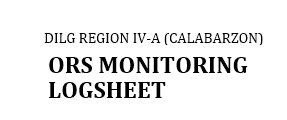 DILG REGION IV-A (CALABARZON)
ORS MONITORING
LOGSHEET